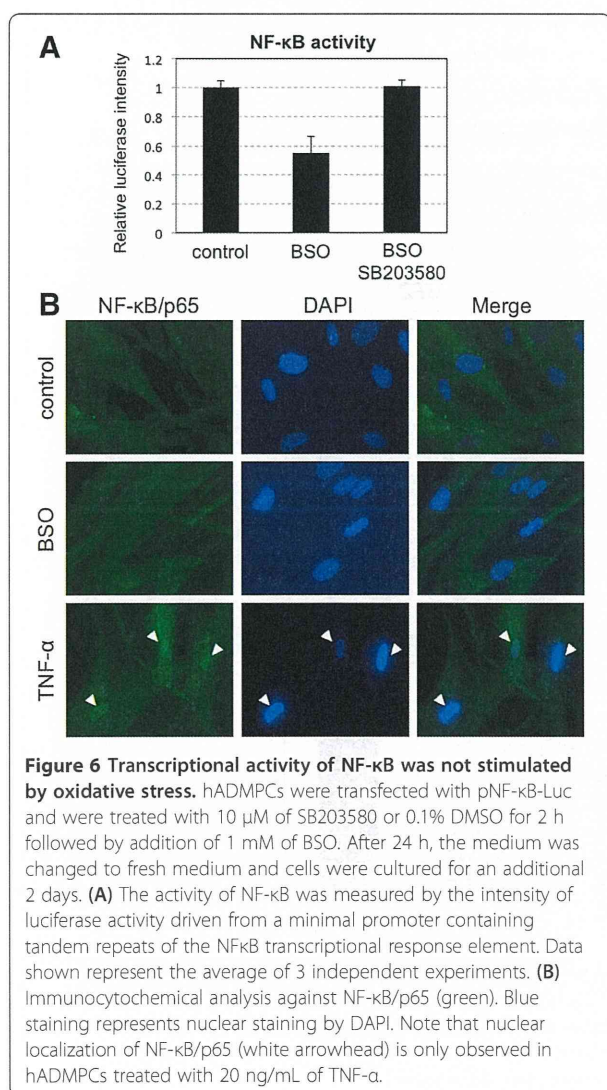 A
NF-κB activity
Relative luciferase intensity
1.2
1
0.8
0.6
0.4
0.2
0
control BSO BSO
SB203580
B
NF-κB/p65 DAPI Merge
control
BSO
TNF-α
Figure 6 Transcriptional activity of NF-κB was not stimulated
by oxidative stress. hADMPCs were transfected with pNF-κB-Luc
and were treated with 10 μM of SB203580 or 0.1% DMSO for 2 h
followed by addition of 1 mM of BSO. After 24 h, the medium was
changed to fresh medium and cells were cultured for an additional
2 days. (A) The activity of NF-κB was measured by the intensity of
luciferase activity driven from a minimal promoter containing
tandem repeats of the NFκB transcriptional response element. Data
shown represent the average of 3 independent experiments. (B)
Immunocytochemical analysis against NF-κB/p65 (green). Blue
staining represents nuclear staining by DAPI. Note that nuclear
localization of NF-κB/p65 (white arrowhead) is only observed in
hADMPCs treated with 20 ng/mL of TNF-α.